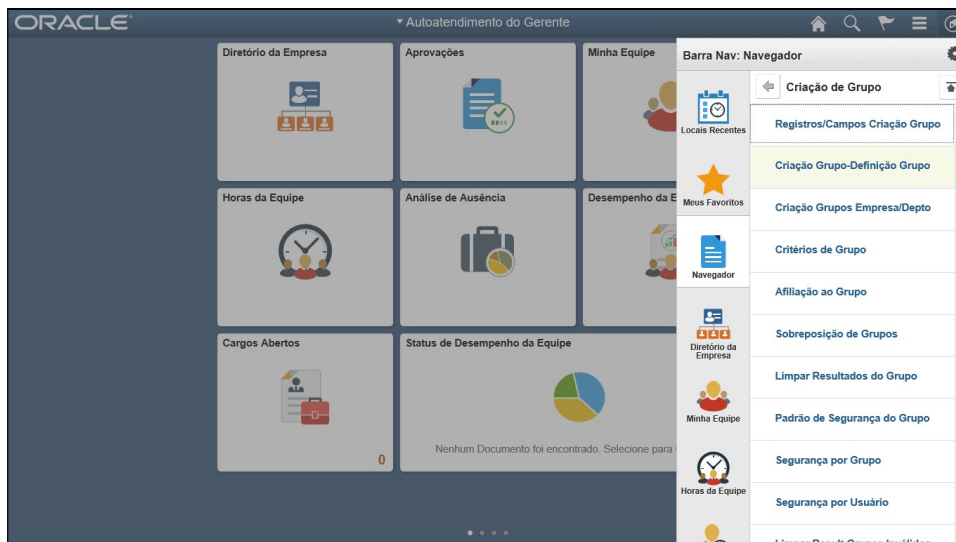 ORACLE
Autoatendimento do Gerente
Diretório da Empresa
Aprovações
Minha Equipe
Horas da Equipe
Análise de Ausência
Desempenho da E
Cargos Abertos
0
Status de Desempenho da Equipe
Nenhum Documento foi encontrado. Selecione para
Barra Nav: Navegador
Locais Recentes
Meus Favoritos
Navegador
Diretório da
Empresa
Minha Equipe
Horas da Equipe
Criação de Grupo
Registros/Campos Criação Grupo
Criação Grupo-Definição Grupo
Criação Grupos Empresa/Depto
Critérios de Grupo
Afiliação ao Grupo
Sobreposição de Grupos
Limpar Resultados do Grupo
Padrão de Segurança do Grupo
Segurança por Grupo
Segurança por Usuário